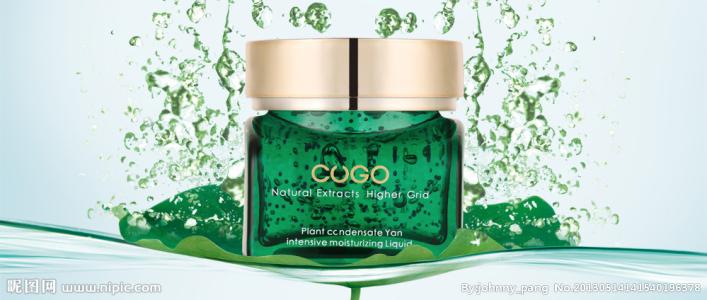 COGO
Natural Extracts Higher Grid
Plant condensate Yan
intensive moisturizing Liquid
昵图网 www.nipic.com
By:johnny_pang No.20130514141540196378